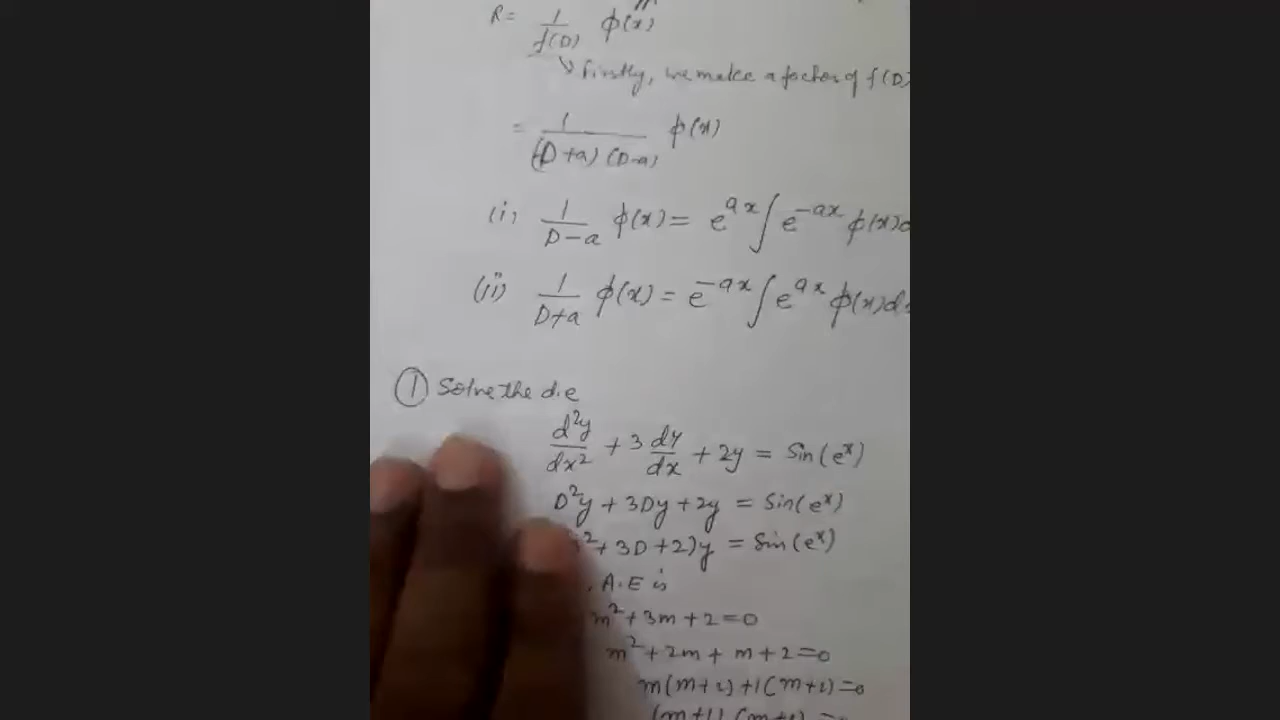 R = 1/f(D) φ(x)
Firstly, we make a factor of f(D)
= 1/(D+a)(D-a) φ(x)
(i) 1/D-a φ(x) = e^ax ∫ e^-ax φ(x)
(ii) 1/D+a φ(x) = e^-ax ∫ e^ax φ(x)d
① Solve the d.e
d²y/dx² + 3 dy/dx + 2y = Sin(e^x)
D²y + 3Dy + 2y = Sin(e^x)
² + 3D + 2)y = Sin(e^x)
A.E is
m² + 3m + 2 = 0
m² + 2m + m + 2 = 0
m(m+2) + 1(m+2) = 0
(m+1)